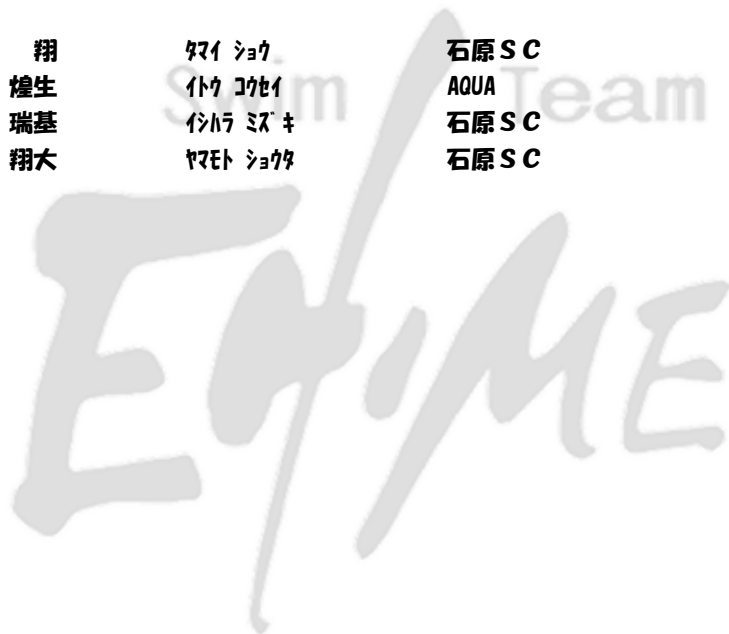 翔 ﾀﾏｲ ｼｮｳ 石原ＳＣ
煌生 ｲﾄｳ ｺｳｾｲ AQUA
瑞基 ｲｼﾊﾗ ﾐｽﾞｷ 石原ＳＣ
翔大 ﾔﾏﾓﾄ ｼｮｳﾀ 石原ＳＣ
Swim Team
EHIME